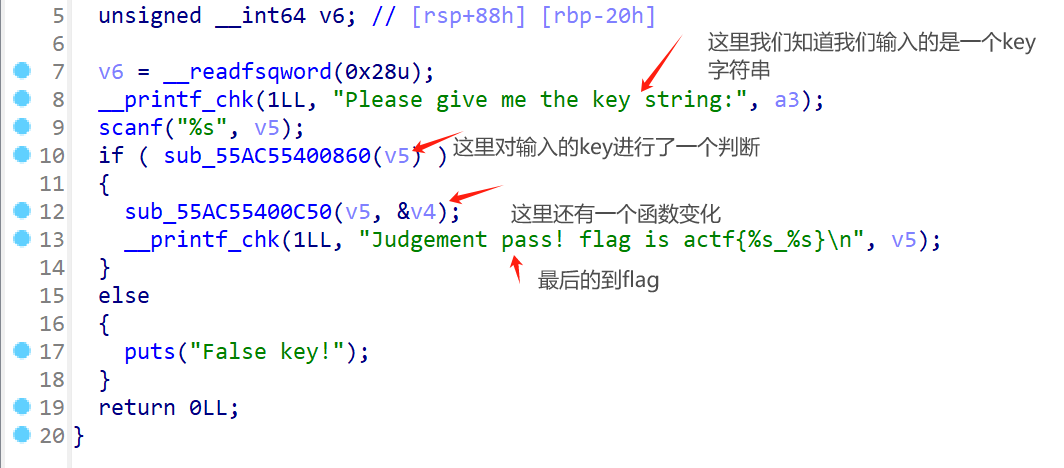 5 unsigned __int64 v6; // [rsp+88h] [rbp-20h]
6
这里我们知道我们输入的是一个key
字符串
7 v6 = __readfsqword(0x28u);
8 __printf_chk(1LL, "Please give me the key string:", a3);
9 scanf("%s", v5);
10 if ( sub_55AC55400860(v5) )
这里对输入的key进行了一个判断
11 {
12 sub_55AC55400C50(v5, &v4);
这里还有一个函数变化
13 __printf_chk(1LL, "Judgement pass! flag is actf{%s_%s}\n", v5);
14 }
最后的到flag
15 else
16 {
17 puts("False key!");
18 }
19 return 0LL;
20 }